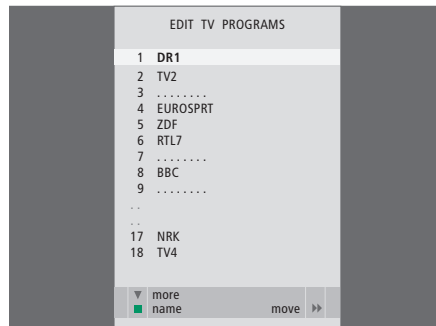 EDIT TV PROGRAMS
1 DR1
2 TV2
3 ........
4 EUROSPRT
5 ZDF
6 RTL7
7 ........
8 BBC
9 ........
..
..
17 NRK
18 TV4
▼ more
■ name move ▶▶